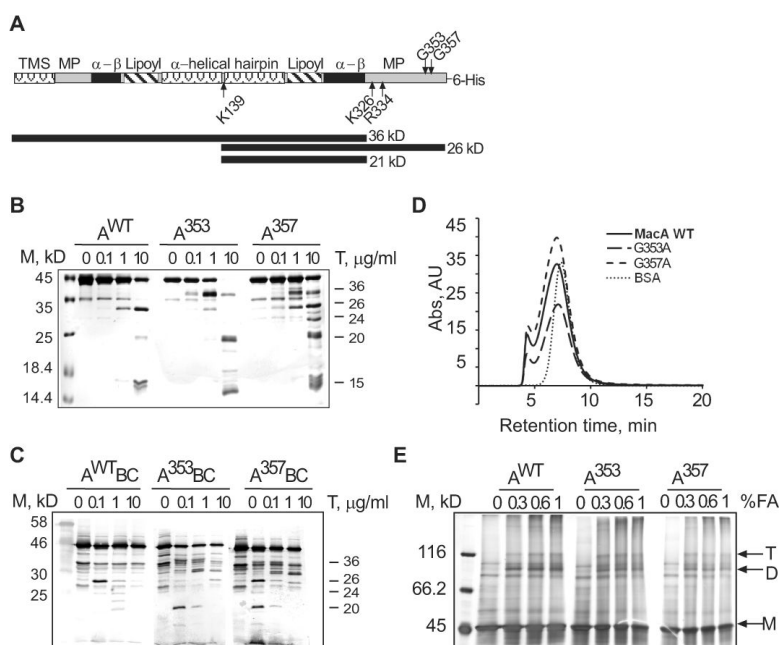 A
TMS MP α−β Lipoyl α-helical hairpin Lipoyl α−β MP G353 G357
6-His
K139 K326 R334
36 kD
26 kD
21 kD
B
A^WT A^353 A^357
M, kD 0 0.1 1 10 0 0.1 1 10 0 0.1 1 10 T, μg/ml
45
35
25
18.4
14.4
36
26
24
20
15
D
Abs, AU
45
35
25
15
5
MacA WT
G353A
G357A
BSA
5 10 15 20
Retention time, min
C
A^WT BC A^353 BC A^357 BC
M, kD 0 0.1 1 10 0 0.1 1 10 0 0.1 1 10 T, μg/ml
58
46
30
25
36
26
24
20
E
A^WT A^353 A^357
M, kD 0 0.3 0.6 1 0 0.3 0.6 1 0 0.3 0.6 1 %FA
116
66.2
45
T
D
M